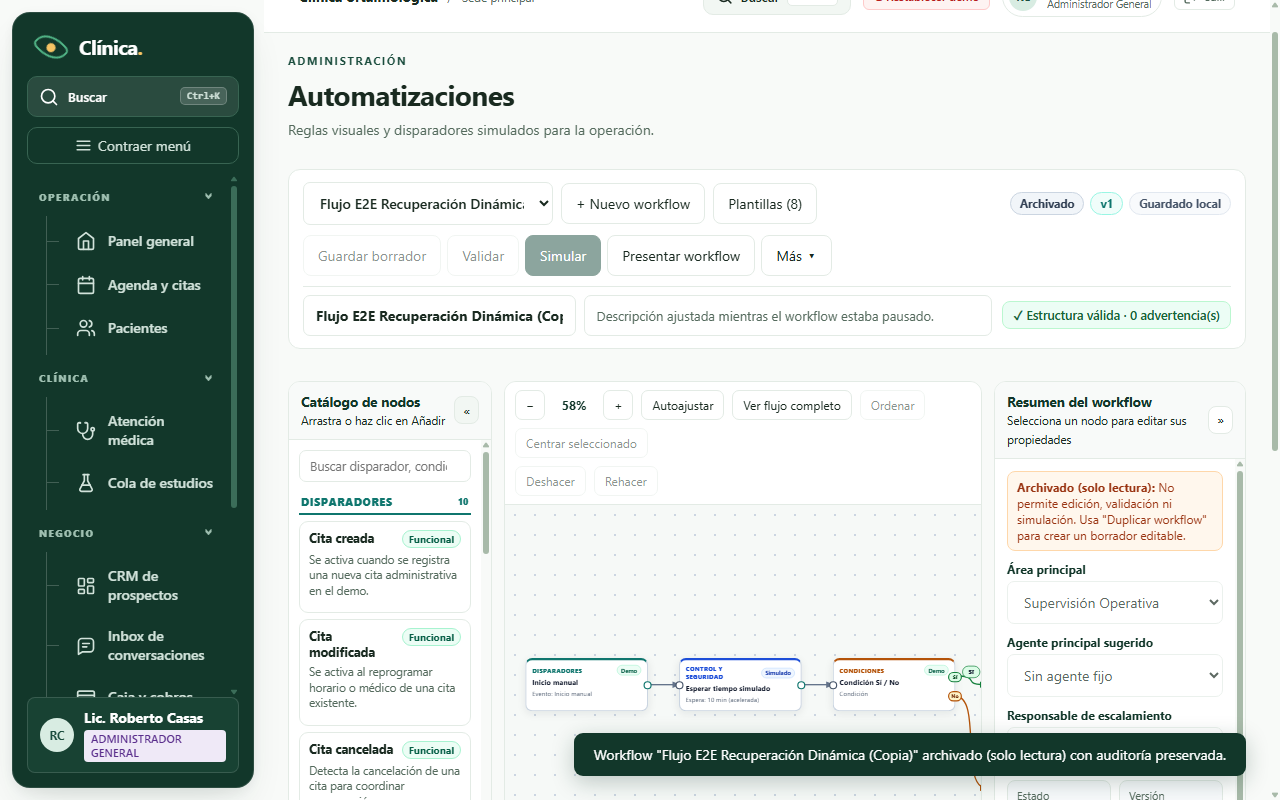 Clínica.
Buscar
Ctrl+K
Contraer menú
OPERACIÓN
Panel general
Agenda y citas
Pacientes
CLÍNICA
Atención
médica
Cola de estudios
NEGOCIO
CRM de
prospectos
Inbox de
conversaciones
RC
Lic. Roberto Casas
ADMINISTRADOR
GENERAL
Administrador General
ADMINISTRACIÓN
Automatizaciones
Reglas visuales y disparadores simulados para la operación.
Flujo E2E Recuperación Dinámica
+ Nuevo workflow
Plantillas (8)
Archivado
v1
Guardado local
Guardar borrador
Validar
Simular
Presentar workflow
Más ▾
Flujo E2E Recuperación Dinámica (Cop
Descripción ajustada mientras el workflow estaba pausado.
✓ Estructura válida · 0 advertencia(s)
Catálogo de nodos
Arrastra o haz clic en Añadir
«
Buscar disparador, condi
DISPARADORES
10
Cita creada
Funcional
Se activa cuando se registra
una nueva cita administrativa
en el demo.
Cita
modificada
Funcional
Se activa al reprogramar
horario o médico de una cita
existente.
Cita cancelada
Funcional
Detecta la cancelación de una
cita para coordinar
−
58%
+
Autoajustar
Ver flujo completo
Ordenar
Centrar seleccionado
Deshacer
Rehacer
DISPARADORES
Demo
Inicio manual
Evento: Inicio manual
CONTROL Y
SEGURIDAD
Simulado
Esperar tiempo simulado
Espera: 10 min (acelerada)
CONDICIONES
Demo
Condición Sí / No
Condición
Sí
No
Resumen del workflow
Selecciona un nodo para editar sus
propiedades
»
Archivado (solo lectura): No
permite edición, validación ni
simulación. Usa "Duplicar workflow"
para crear un borrador editable.
Área principal
Supervisión Operativa
Agente principal sugerido
Sin agente fijo
Responsable de escalamiento
Estado
Versión
Workflow "Flujo E2E Recuperación Dinámica (Copia)" archivado (solo lectura) con auditoría preservada.